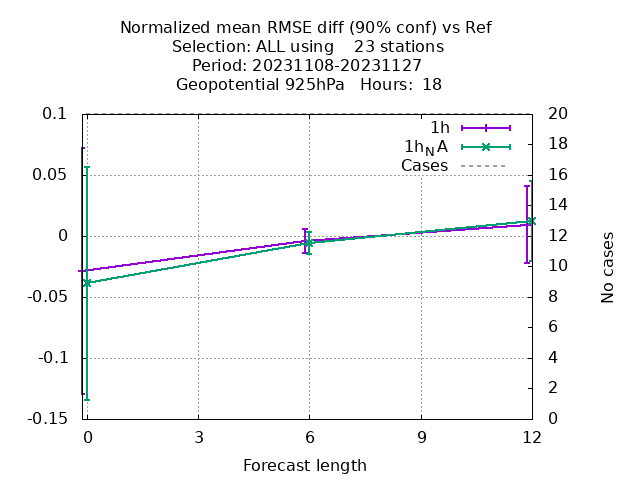 Normalized mean RMSE diff (90% conf) vs Ref
Selection: ALL using    23 stations
Period: 20231108-20231127
Geopotential 925hPa   Hours:  18
0.1
0.05
0
-0.05
-0.1
-0.15
1h
1hNA
Cases
20
18
16
14
12
10
8
6
4
2
0
No cases
0 3 6 9 12
Forecast length